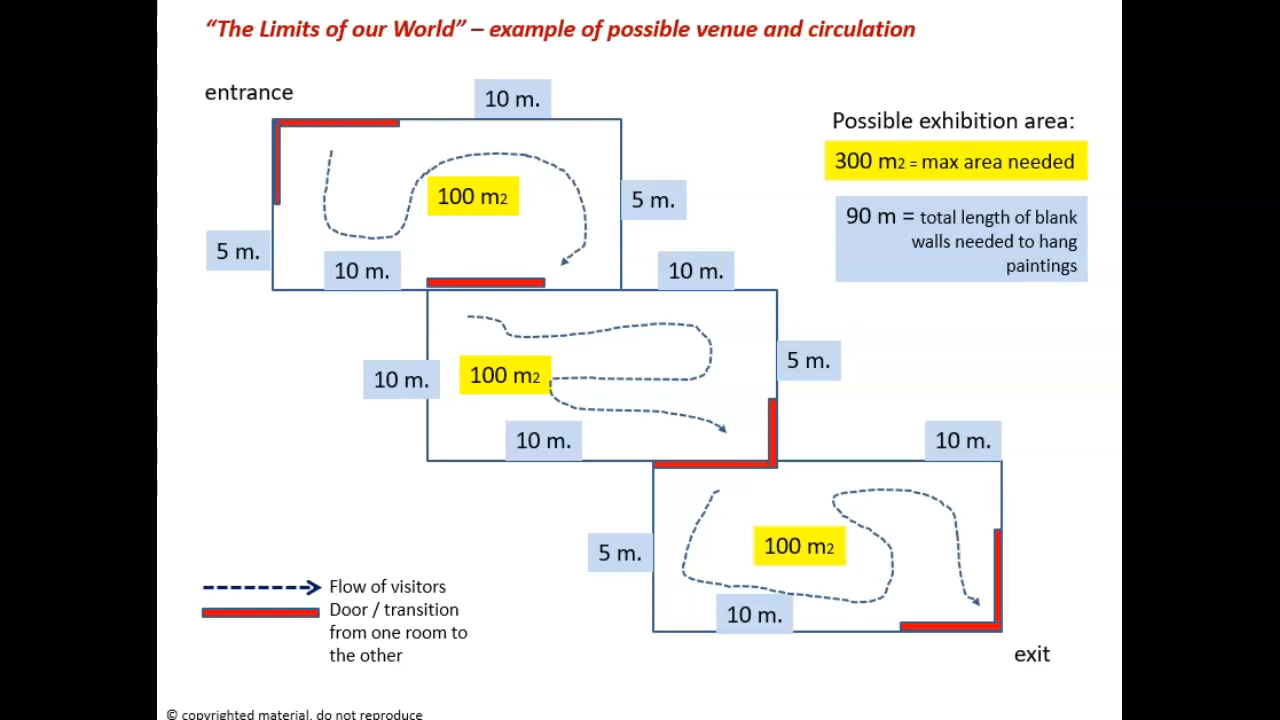 “The Limits of our World” – example of possible venue and circulation
entrance
10 m.
Possible exhibition area:
300 m2 = max area needed
90 m = total length of blank
walls needed to hang
paintings
100 m2
5 m.
5 m.
10 m.
10 m.
10 m.
100 m2
5 m.
10 m.
10 m.
5 m.
100 m2
10 m.
exit
Flow of visitors
Door / transition
from one room to
the other
© copyrighted material, do not reproduce